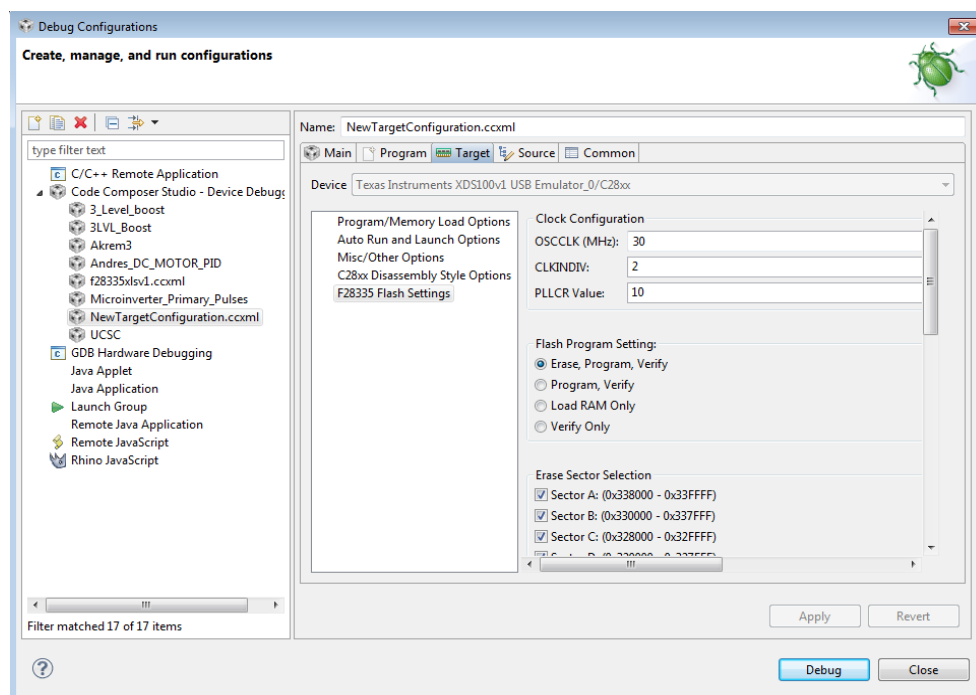 Debug Configurations
Create, manage, and run configurations
type filter text
C/C++ Remote Application
Code Composer Studio - Device Debugg
3_Level_boost
3LVL_Boost
Akrem3
Andres_DC_MOTOR_PID
f28335xlsv1.ccxml
Microinverter_Primary_Pulses
NewTargetConfiguration.ccxml
UCSC
GDB Hardware Debugging
Java Applet
Java Application
Launch Group
Remote Java Application
Remote JavaScript
Rhino JavaScript
Filter matched 17 of 17 items
Name: NewTargetConfiguration.ccxml
Main Program Target Source Common
Device Texas Instruments XDS100v1 USB Emulator_0/C28xx
Program/Memory Load Options
Auto Run and Launch Options
Misc/Other Options
C28xx Disassembly Style Options
F28335 Flash Settings
Clock Configuration
OSCCLK (MHz): 30
CLKINDIV: 2
PLLCR Value: 10
Flash Program Setting:
Erase, Program, Verify
Program, Verify
Load RAM Only
Verify Only
Erase Sector Selection
Sector A: (0x338000 - 0x33FFFF)
Sector B: (0x330000 - 0x337FFF)
Sector C: (0x328000 - 0x32FFFF)
Apply Revert
? Debug Close